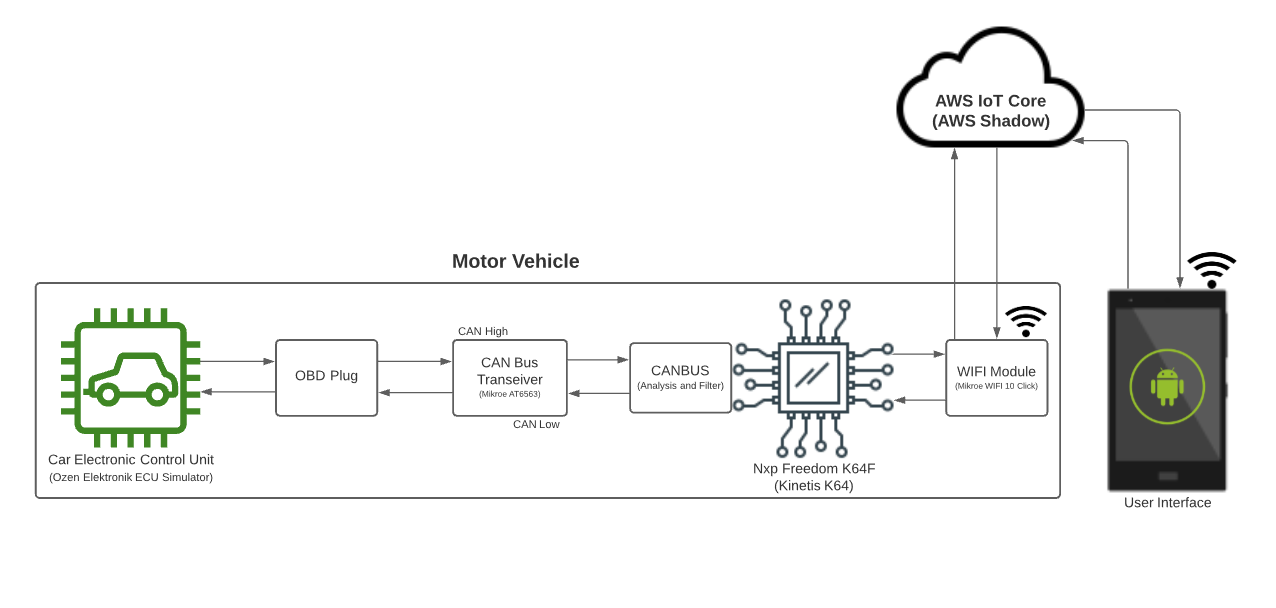 AWS IoT Core
(AWS Shadow)
Motor Vehicle
CAN High
OBD Plug
CAN Bus
Transeiver
(Mikroe AT6563)
CAN Low
CANBUS
(Analysis and Filter)
WIFI Module
(Mikroe WIFI 10 Click)
Car Electronic Control Unit
(Ozen Elektronik ECU Simulator)
Nxp Freedom K64F
(Kinetis K64)
User Interface